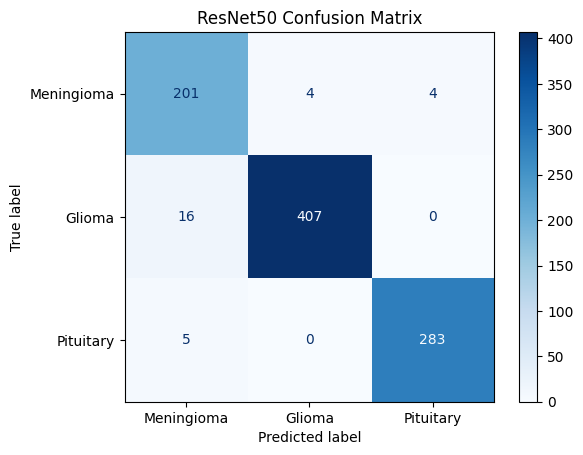 ResNet50 Confusion Matrix
True label
Meningioma
201 4 4
Glioma
16 407 0
Pituitary
5 0 283
Meningioma Glioma Pituitary
Predicted label
400
350
300
250
200
150
100
50
0